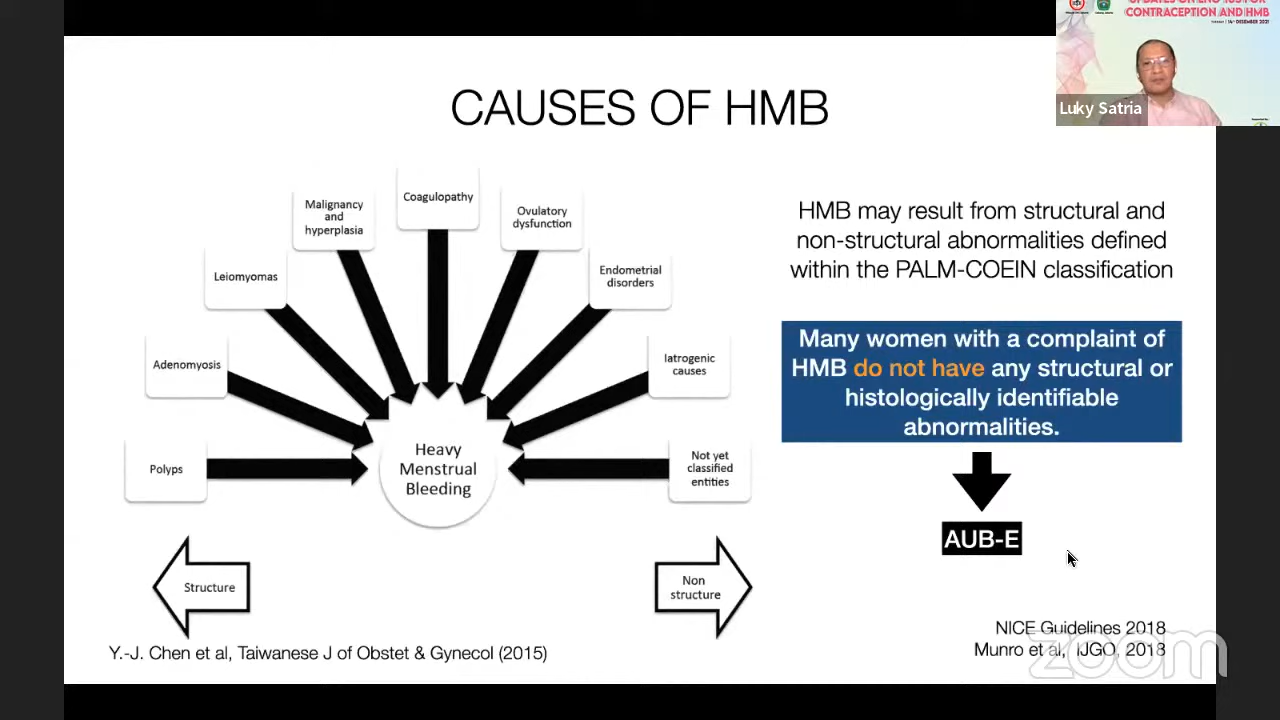 CONTRACEPTION AND HMB
14th DESEMBER 2021
Luky Satria
CAUSES OF HMB
Coagulopathy
Malignancy
and
hyperplasia
Ovulatory
dysfunction
Leiomyomas
Endometrial
disorders
Adenomyosis
Iatrogenic
causes
Polyps
Heavy
Menstrual
Bleeding
Not yet
classified
entities
Structure
Non
structure
Y.-J. Chen et al, Taiwanese J of Obstet & Gynecol (2015)
HMB may result from structural and
non-structural abnormalities defined
within the PALM-COEIN classification
Many women with a complaint of
HMB do not have any structural or
histologically identifiable
abnormalities.
AUB-E
NICE Guidelines 2018
Munro et al, IJGO, 2018
zoom